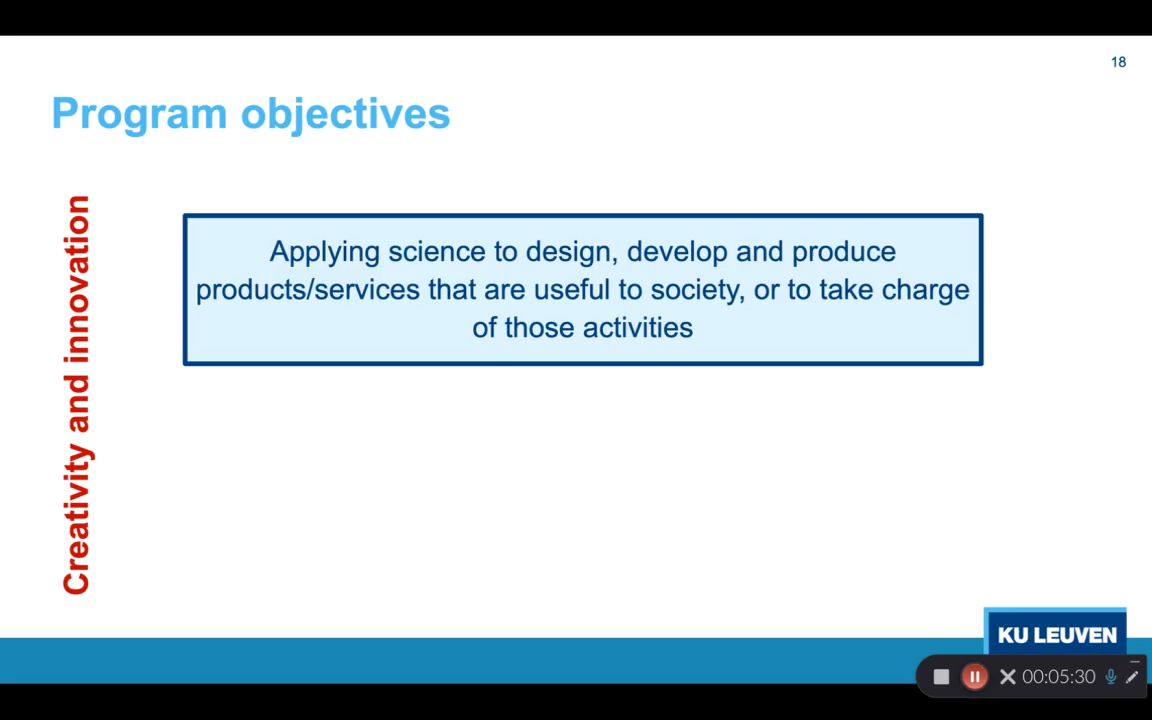 18
Program objectives
Creativity and innovation
Applying science to design, develop and produce
products/services that are useful to society, or to take charge
of those activities
KU LEUVEN
00:05:30